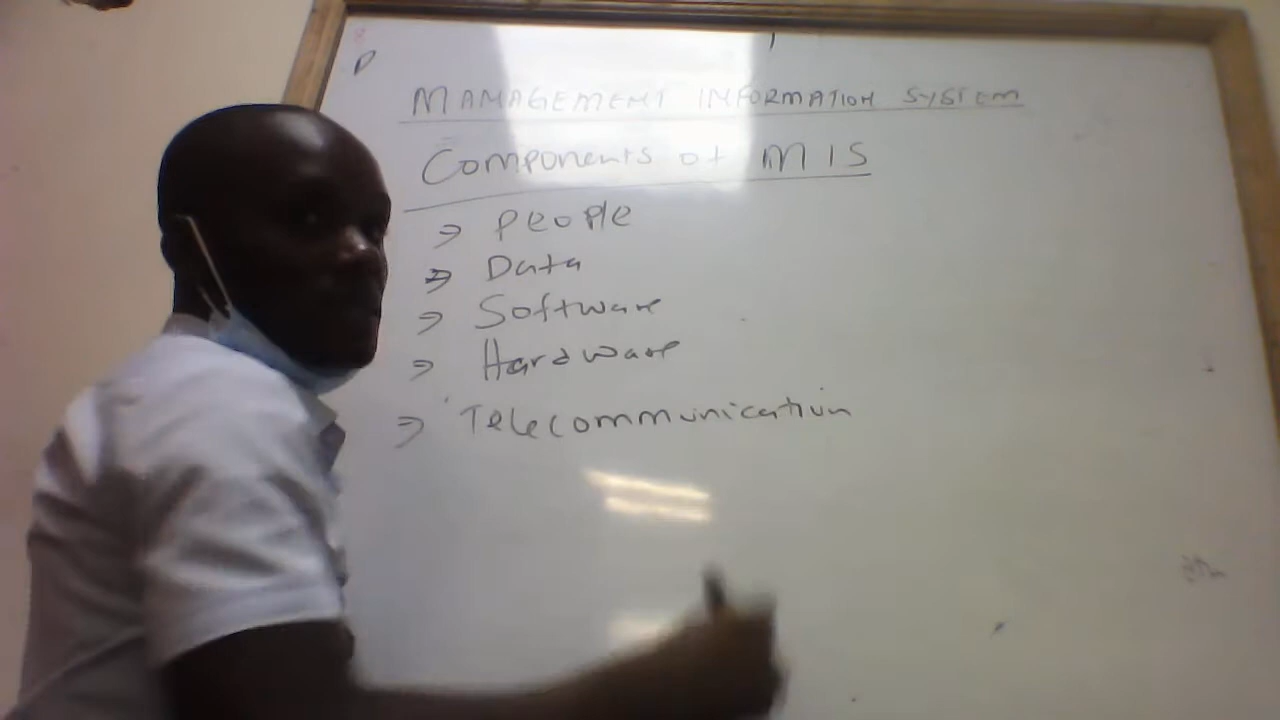 P
MANAGEMENT INFORMATION SYSTEM
Components of MIS
⇒ People
⇒ Data
⇒ Software
⇒ Hardware
⇒ Telecommunication